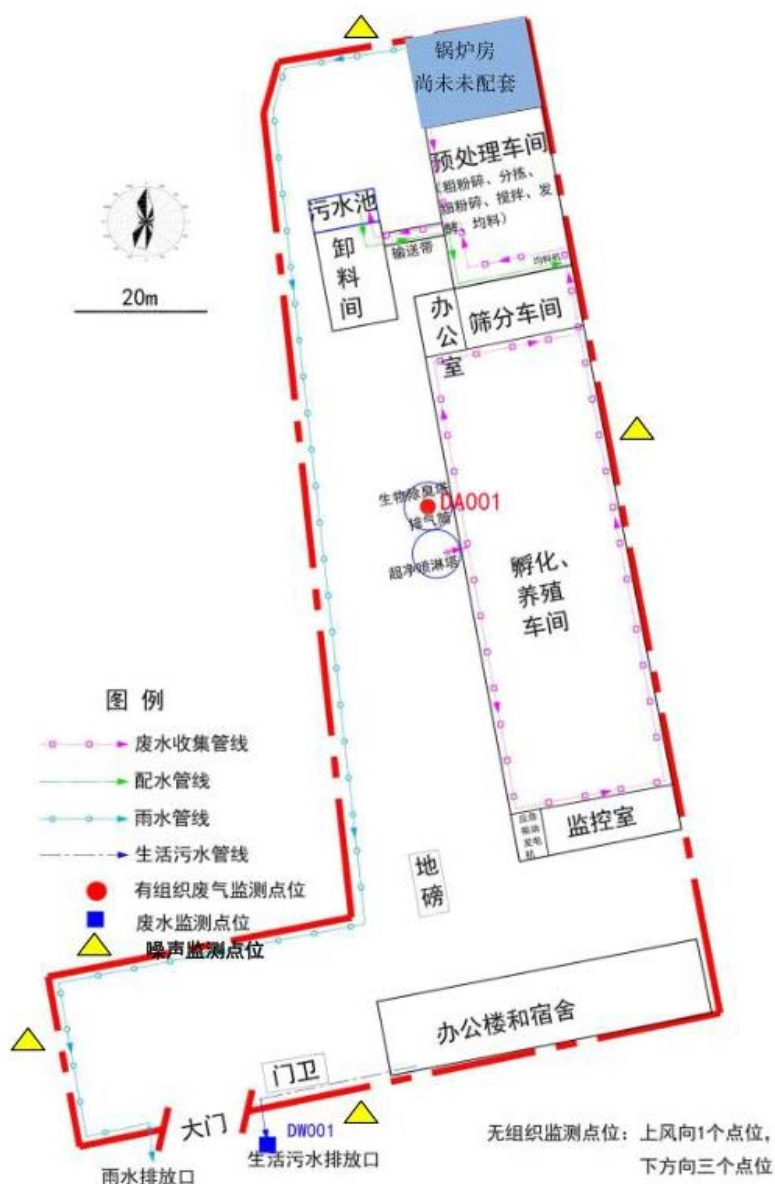 锅炉房
尚未未配套
预处理车间
（粗粉碎、分拣、
细粉碎、搅拌、发
酵、均料）
污水池
卸
料
间
输送带
均料机
20m
办
公
室
筛分车间
生物除臭塔
DA001
排气筒
超净喷淋塔
孵化、
养殖
车间
图 例
废水收集管线
配水管线
雨水管线
生活污水管线
有组织废气监测点位
废水监测点位
噪声监测点位
应急
柴油
发电
机
监控室
地
磅
办公楼和宿舍
门卫
大门
DW001
生活污水排放口
雨水排放口
无组织监测点位：上风向1个点位，
下方向三个点位